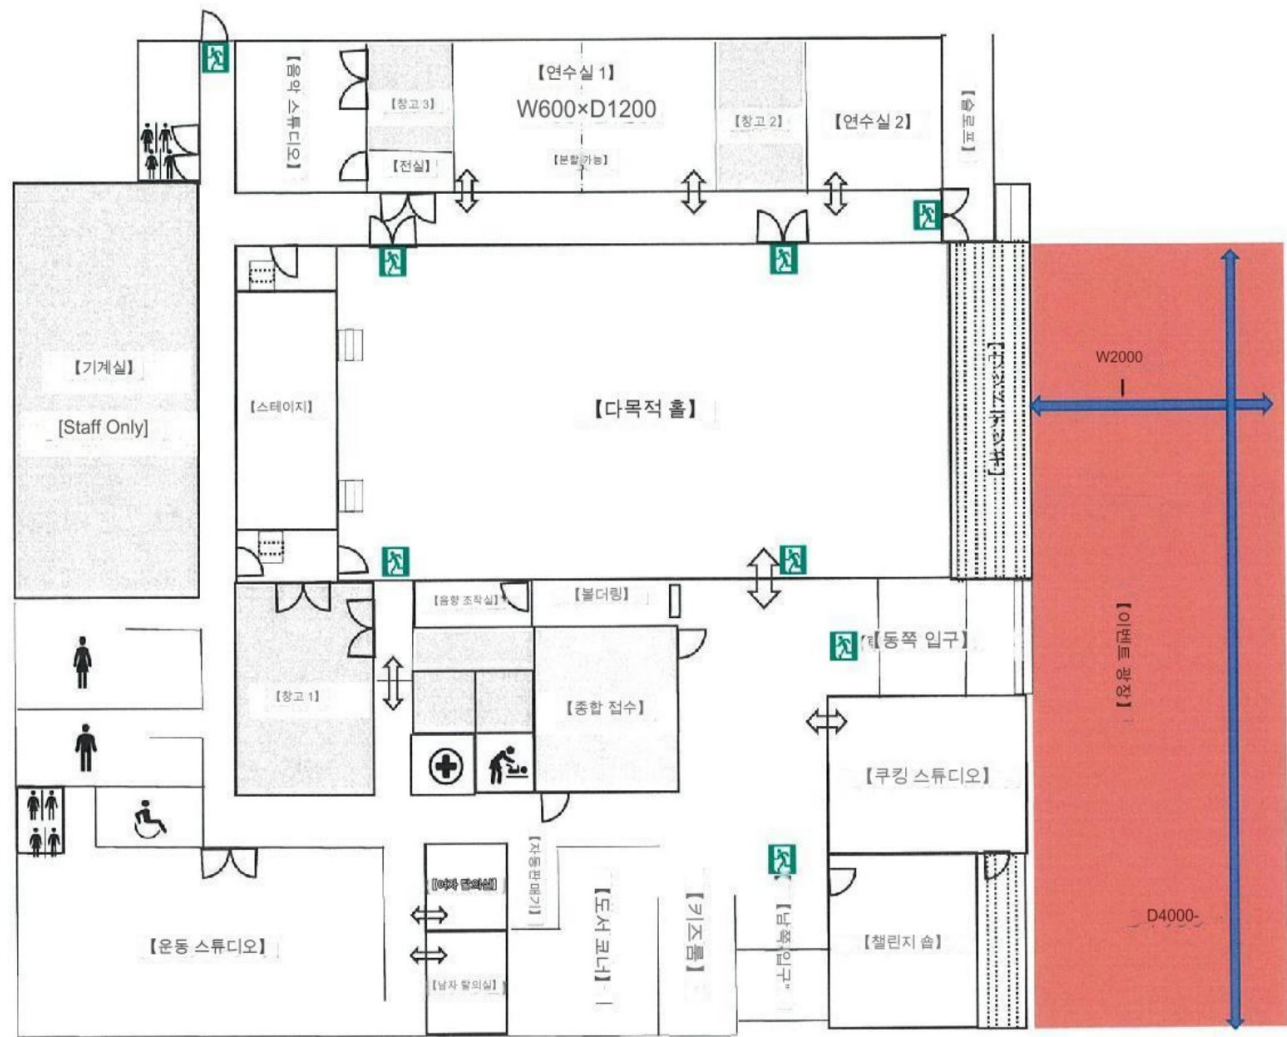 【음악 스튜디오】
【창고 3】
【전실】
【연수실 1】
W600×D1200
【분할 가능】
【창고 2】
【연수실 2】
【슬로프】
【기계실】
[Staff Only]
【스테이지】
【다목적 홀】
W2000
【음향 조작실】
【볼더링】
【동쪽 입구】
【이벤트 광장】
【창고 1】
【종합 접수】
【쿠킹 스튜디오】
【여자 탈의실】
【자동판매기】
【도서 코너】
【키즈룸】
【남쪽 입구"
【챌린지 숍】
D4000-
【운동 스튜디오】
【남자 탈의실】